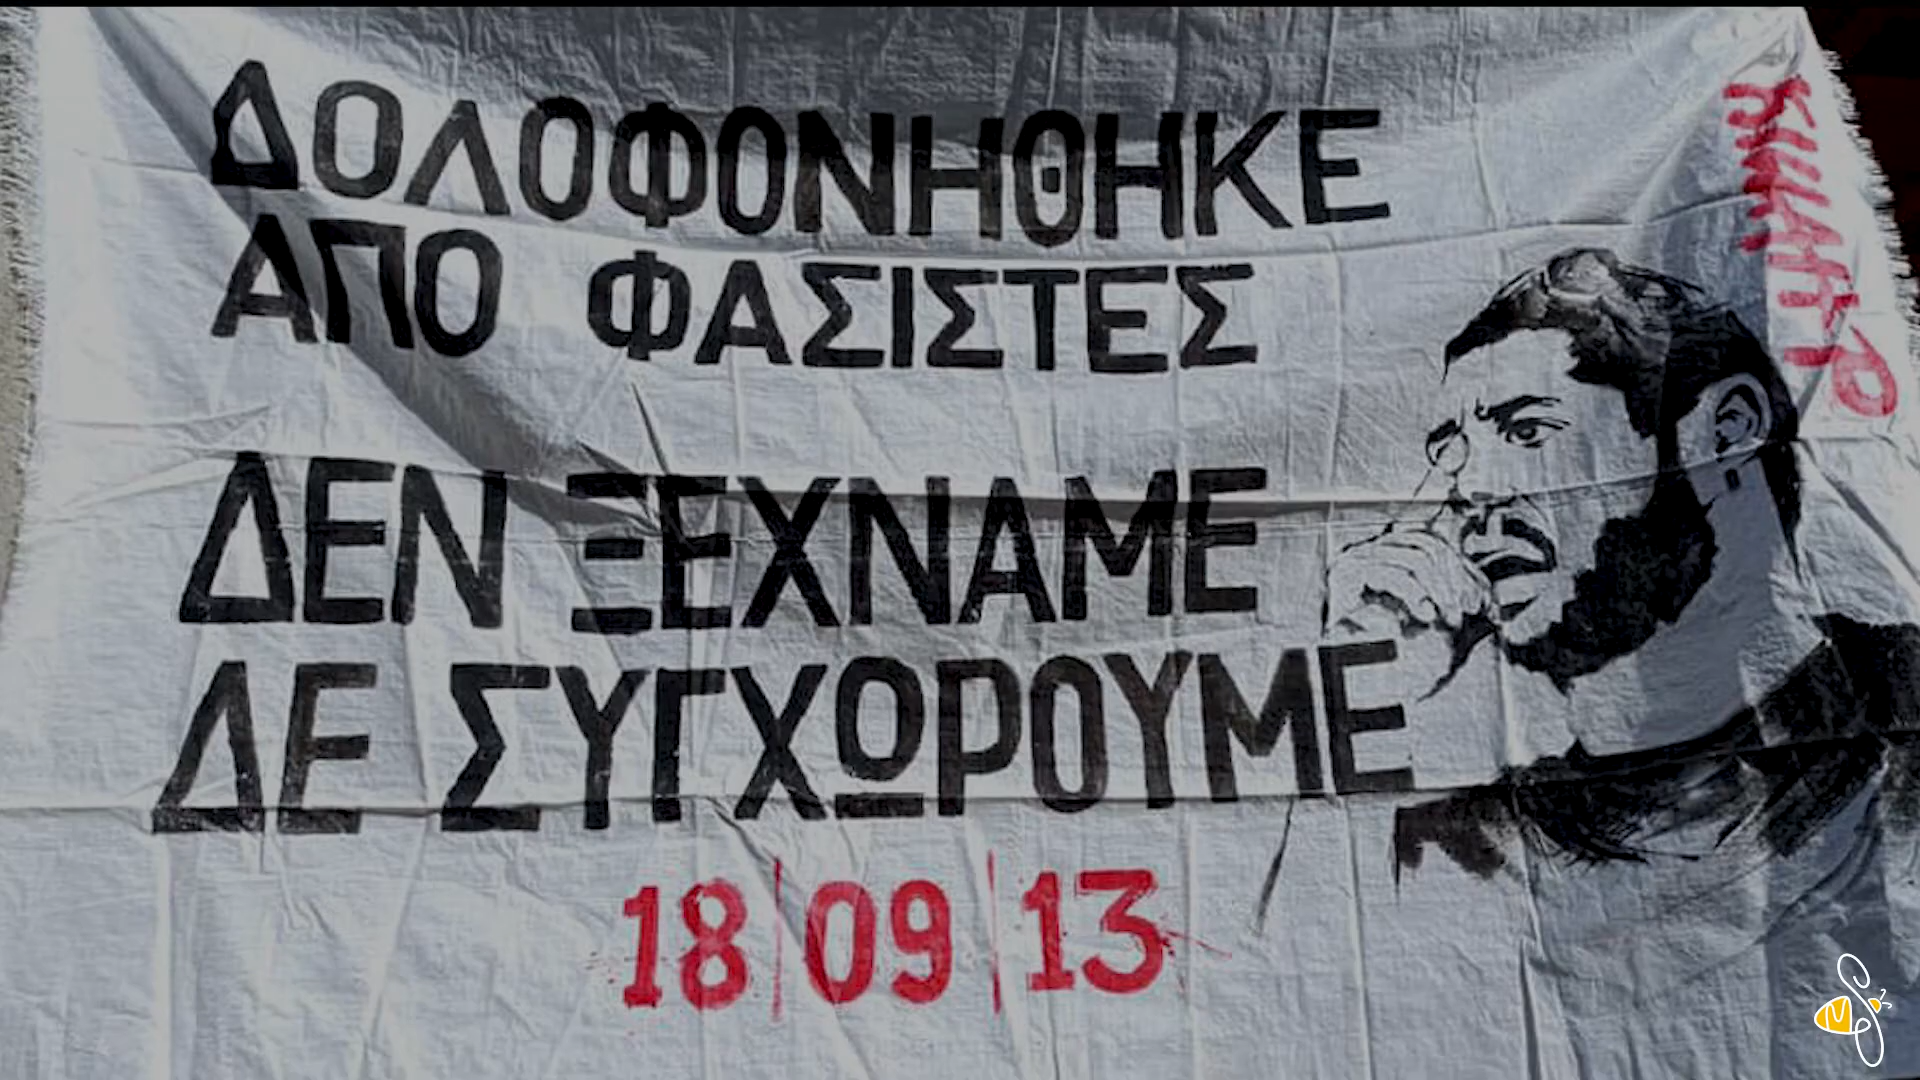 ΔΟΛΟΦΟΝΗΘΗΚΕ
ΑΠΟ ΦΑΣΙΣΤΕΣ
ΔΕΝ ΞΕΧΝΑΜΕ
ΔΕ ΣΥΓΧΩΡΟΥΜΕ
18|09|13